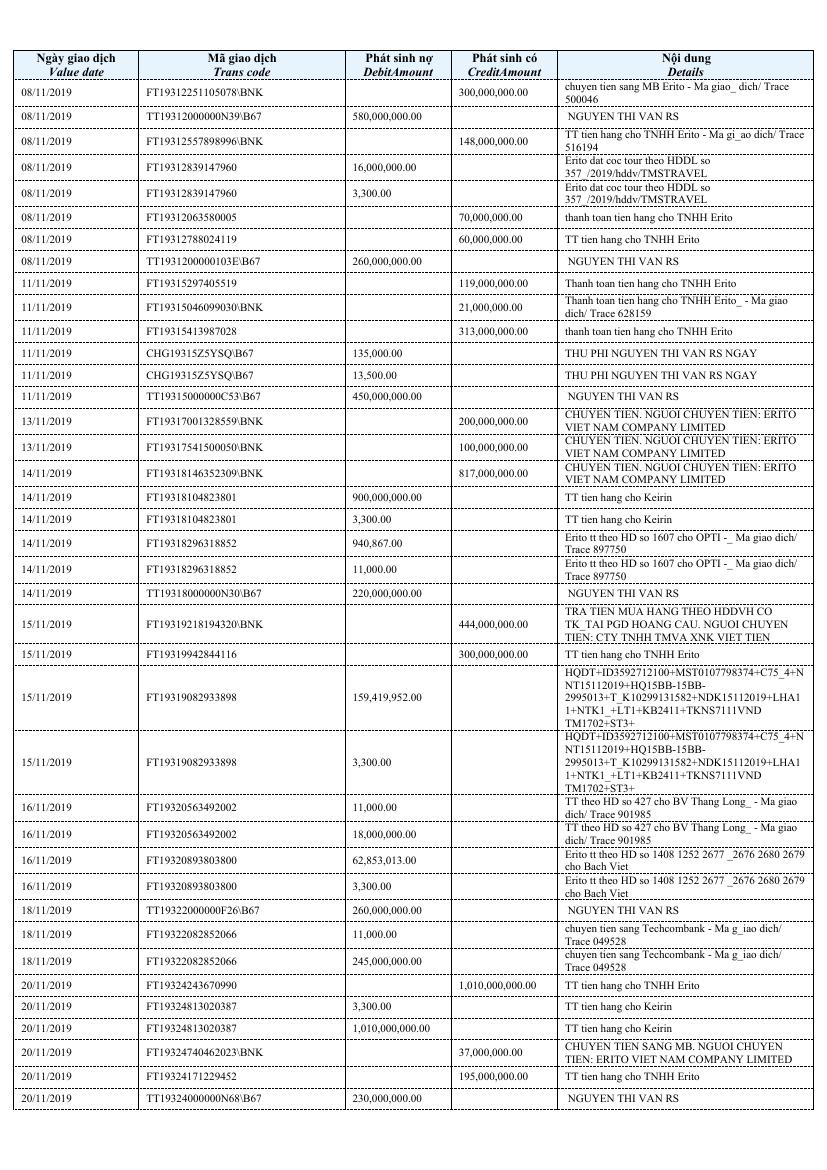 Ngày giao dịch Mã giao dịch Phát sinh nợ Phát sinh có Nội dung
Value date Trans code DebitAmount CreditAmount Details
08/11/2019 FT19312251105078\BNK 300,000,000.00 chuyen tien sang MB Erito - Ma giao_ dich/ Trace
500046
08/11/2019 TT19312000000N39\B67 580,000,000.00 NGUYEN THI VAN RS
08/11/2019 FT19312557898996\BNK 148,000,000.00 TT tien hang cho TNHH Erito - Ma gi_ao dich/ Trace
516194
08/11/2019 FT19312839147960 16,000,000.00 Erito dat coc tour theo HDDL so
357_/2019/hddv/TMSTRAVEL
08/11/2019 FT19312839147960 3,300.00 Erito dat coc tour theo HDDL so
357_/2019/hddv/TMSTRAVEL
08/11/2019 FT19312063580005 70,000,000.00 thanh toan tien hang cho TNHH Erito
08/11/2019 FT19312788024119 60,000,000.00 TT tien hang cho TNHH Erito
08/11/2019 TT1931200000103E\B67 260,000,000.00 NGUYEN THI VAN RS
11/11/2019 FT19315297405519 119,000,000.00 Thanh toan tien hang cho TNHH Erito
11/11/2019 FT19315046099030\BNK 21,000,000.00 Thanh toan tien hang cho TNHH Erito_ - Ma giao
dich/ Trace 628159
11/11/2019 FT19315413987028 313,000,000.00 thanh toan tien hang cho TNHH Erito
11/11/2019 CHG19315Z5YSQ\B67 135,000.00 THU PHI NGUYEN THI VAN RS NGAY
11/11/2019 CHG19315Z5YSQ\B67 13,500.00 THU PHI NGUYEN THI VAN RS NGAY
11/11/2019 TT19315000000C53\B67 450,000,000.00 NGUYEN THI VAN RS
13/11/2019 FT19317001328559\BNK 200,000,000.00 CHUYEN TIEN. NGUOI CHUYEN TIEN: ERITO
VIET NAM COMPANY LIMITED
13/11/2019 FT19317541500050\BNK 100,000,000.00 CHUYEN TIEN. NGUOI CHUYEN TIEN: ERITO
VIET NAM COMPANY LIMITED
14/11/2019 FT19318146352309\BNK 817,000,000.00 CHUYEN TIEN. NGUOI CHUYEN TIEN: ERITO
VIET NAM COMPANY LIMITED
14/11/2019 FT19318104823801 900,000,000.00 TT tien hang cho Keirin
14/11/2019 FT19318104823801 3,300.00 TT tien hang cho Keirin
14/11/2019 FT19318296318852 940,867.00 Erito tt theo HD so 1607 cho OPTI -_ Ma giao dich/
Trace 897750
14/11/2019 FT19318296318852 11,000.00 Erito tt theo HD so 1607 cho OPTI -_ Ma giao dich/
Trace 897750
14/11/2019 TT19318000000N30\B67 220,000,000.00 NGUYEN THI VAN RS
15/11/2019 FT19319218194320\BNK 444,000,000.00 TRA TIEN MUA HANG THEO HDDVH CO
TK_TAI PGD HOANG CAU. NGUOI CHUYEN
TIEN: CTY TNHH TMVA XNK VIET TIEN
15/11/2019 FT19319942844116 300,000,000.00 TT tien hang cho TNHH Erito
15/11/2019 FT19319082933898 159,419,952.00 HQDT+ID3592712100+MST0107798374+C75_4+N
NT15112019+HQ15BB-15BB-
2995013+T_K10299131582+NDK15112019+LHA1
1+NTK1_+LT1+KB2411+TKNS7111VND
TM1702+ST3+
15/11/2019 FT19319082933898 3,300.00 HQDT+ID3592712100+MST0107798374+C75_4+N
NT15112019+HQ15BB-15BB-
2995013+T_K10299131582+NDK15112019+LHA1
1+NTK1_+LT1+KB2411+TKNS7111VND
TM1702+ST3+
16/11/2019 FT19320563492002 11,000.00 TT theo HD so 427 cho BV Thang Long_ - Ma giao
dich/ Trace 901985
16/11/2019 FT19320563492002 18,000,000.00 TT theo HD so 427 cho BV Thang Long_ - Ma giao
dich/ Trace 901985
16/11/2019 FT19320893803800 62,853,013.00 Erito tt theo HD so 1408 1252 2677 _2676 2680 2679
cho Bach Viet
16/11/2019 FT19320893803800 3,300.00 Erito tt theo HD so 1408 1252 2677 _2676 2680 2679
cho Bach Viet
18/11/2019 TT19322000000F26\B67 260,000,000.00 NGUYEN THI VAN RS
18/11/2019 FT19322082852066 11,000.00 chuyen tien sang Techcombank - Ma g_iao dich/
Trace 049528
18/11/2019 FT19322082852066 245,000,000.00 chuyen tien sang Techcombank - Ma g_iao dich/
Trace 049528
20/11/2019 FT19324243670990 1,010,000,000.00 TT tien hang cho TNHH Erito
20/11/2019 FT19324813020387 3,300.00 TT tien hang cho Keirin
20/11/2019 FT19324813020387 1,010,000,000.00 TT tien hang cho Keirin
20/11/2019 FT19324740462023\BNK 37,000,000.00 CHUYEN TIEN SANG MB. NGUOI CHUYEN
TIEN: ERITO VIET NAM COMPANY LIMITED
20/11/2019 FT19324171229452 195,000,000.00 TT tien hang cho TNHH Erito
20/11/2019 TT19324000000N68\B67 230,000,000.00 NGUYEN THI VAN RS